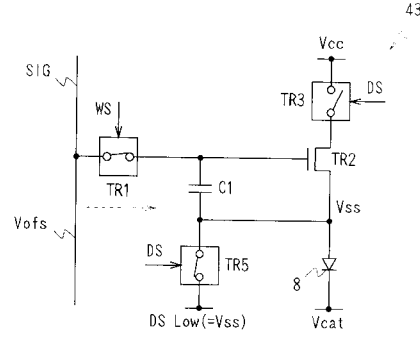 43
Vcc
SIG
TR3
DS
WS
TR2
TR1
C1
Vss
Vofs
DS
TR5
8
DS Low(=Vss)
Vcat